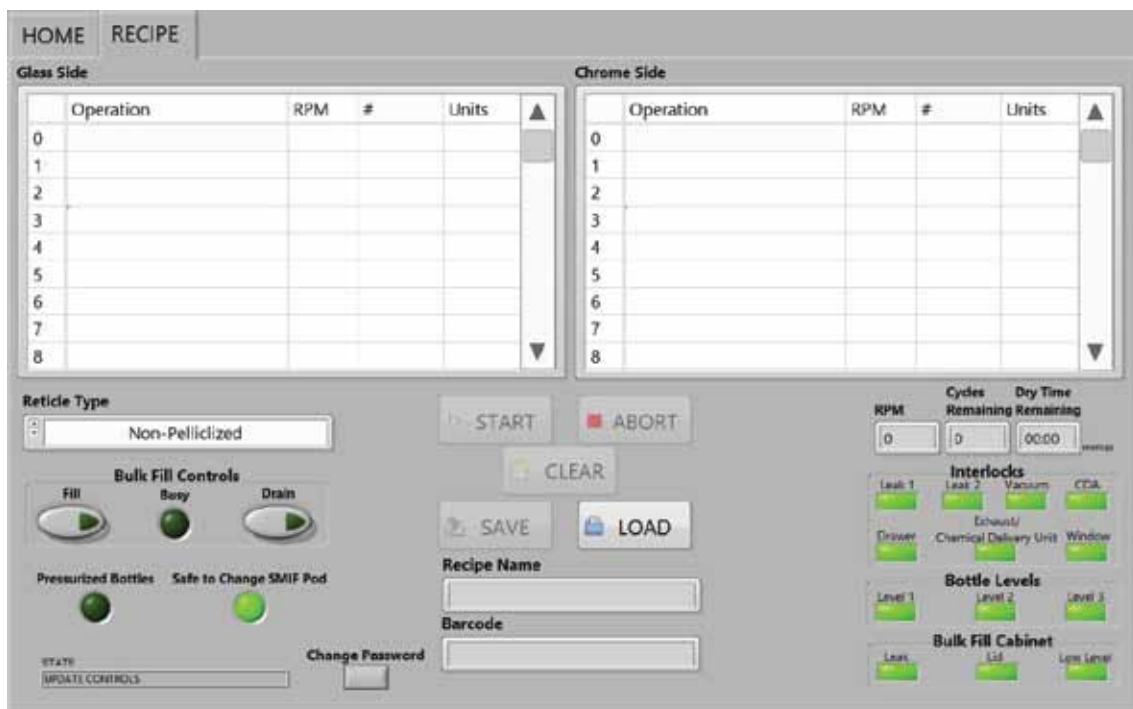 HOME RECIPE
Glass Side
Operation RPM # Units
0
1
2
3
4
5
6
7
8
Chrome Side
Operation RPM # Units
0
1
2
3
4
5
6
7
8
Reticle Type
Non-Pelliclized
Bulk Fill Controls
Fill Busy Drain
Pressurized Bottles Safe to Change SMIF Pod
STATE
UPDATE CONTROLS
Change Password
START ABORT
CLEAR
SAVE LOAD
Recipe Name
Barcode
RPM Cycles Remaining Dry Time Remaining
0 0 00:00
Interlocks
Leak 1 Leak 2 Vacuum CDA
Drawer Exhaust/ Chemical Delivery Unit Window
Bottle Levels
Level 1 Level 2 Level 3
Bulk Fill Cabinet
Leak Lid Low Level